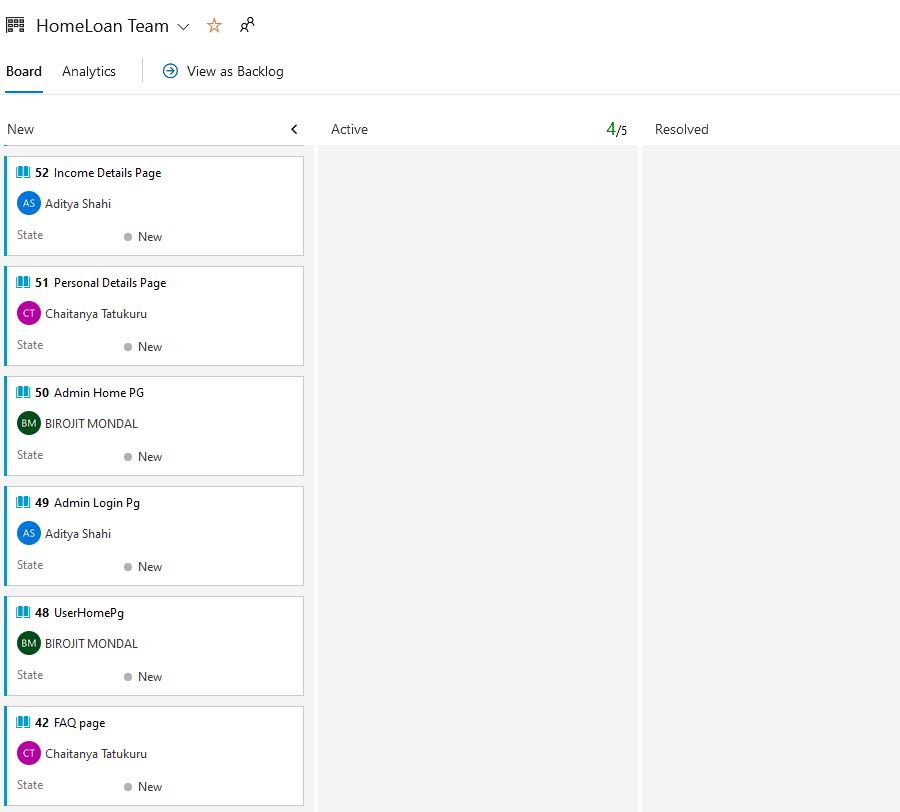 HomeLoan Team
Board Analytics View as Backlog
New Active 4/5 Resolved
52 Income Details Page
AS Aditya Shahi
State New
51 Personal Details Page
CT Chaitanya Tatukuru
State New
50 Admin Home PG
BM BIROJIT MONDAL
State New
49 Admin Login Pg
AS Aditya Shahi
State New
48 UserHomePg
BM BIROJIT MONDAL
State New
42 FAQ page
CT Chaitanya Tatukuru
State New